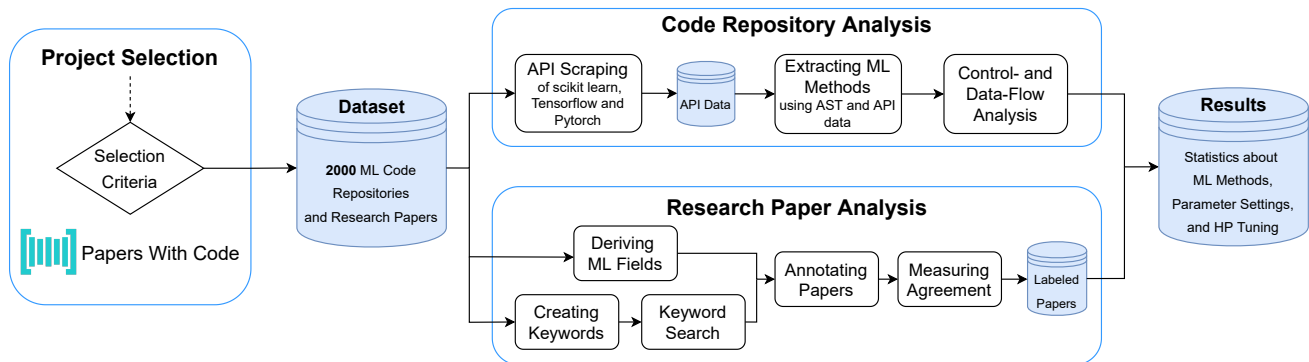 Project Selection
Selection
Criteria
Papers With Code
Dataset
2000 ML Code
Repositories
and Research Papers
Code Repository Analysis
API Scraping
of scikit learn,
Tensorflow and
Pytorch
API Data
Extracting ML
Methods
using AST and API
data
Control- and
Data-Flow
Analysis
Research Paper Analysis
Deriving
ML Fields
Creating
Keywords
Keyword
Search
Annotating
Papers
Measuring
Agreement
Labeled
Papers
Results
Statistics about
ML Methods,
Parameter Settings,
and HP Tuning